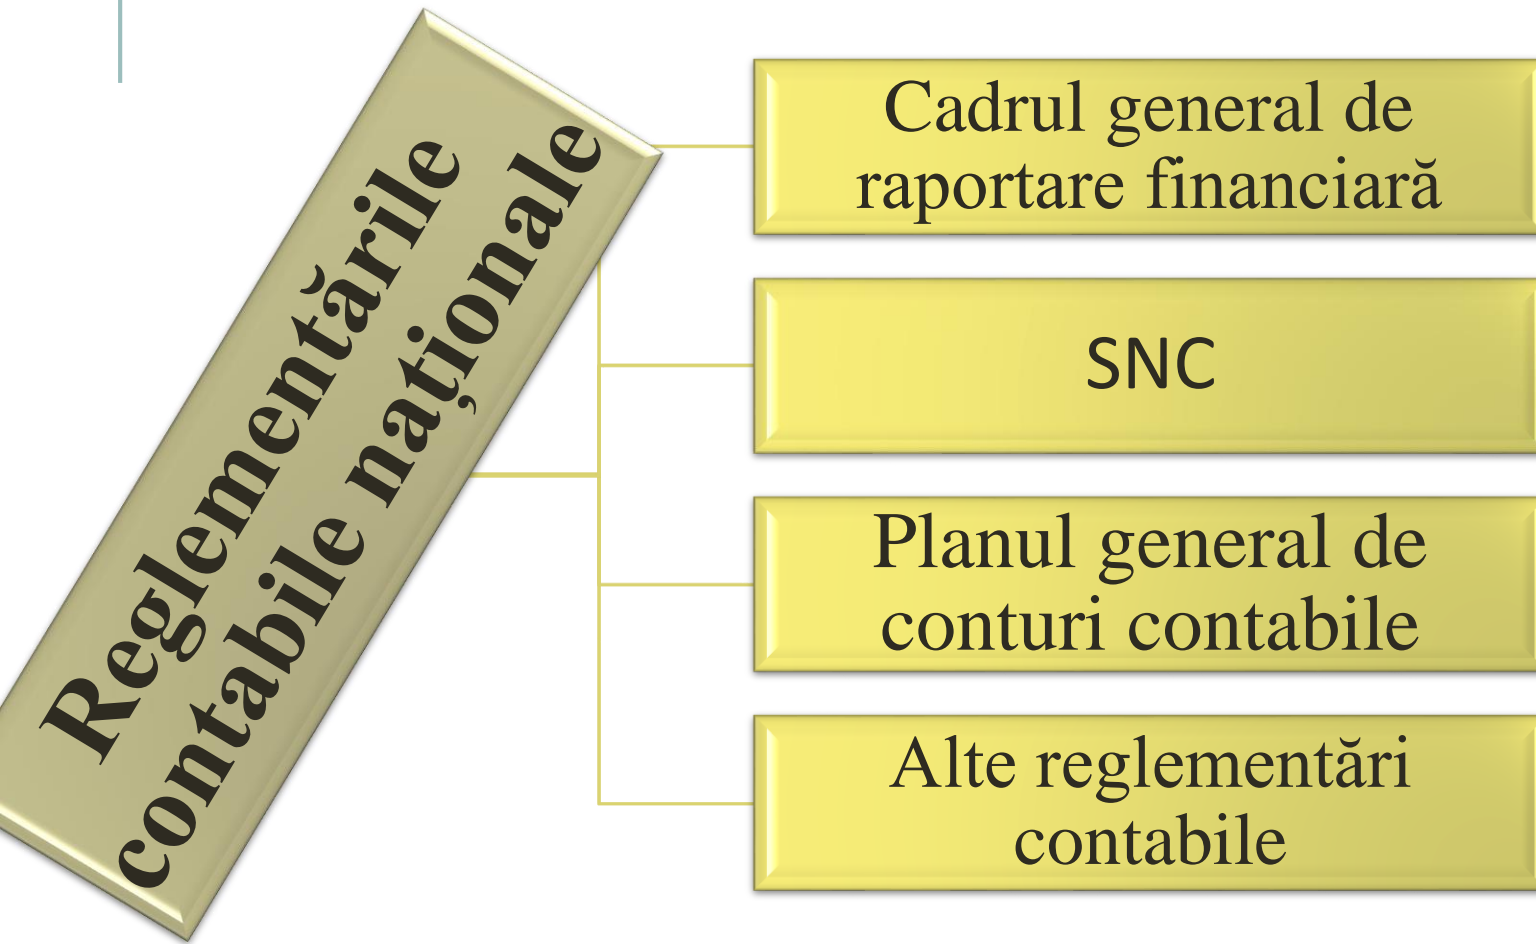 Reglementările
contabile naționale
Cadrul general de
raportare financiară
SNC
Planul general de
conturi contabile
Alte reglementări
contabile